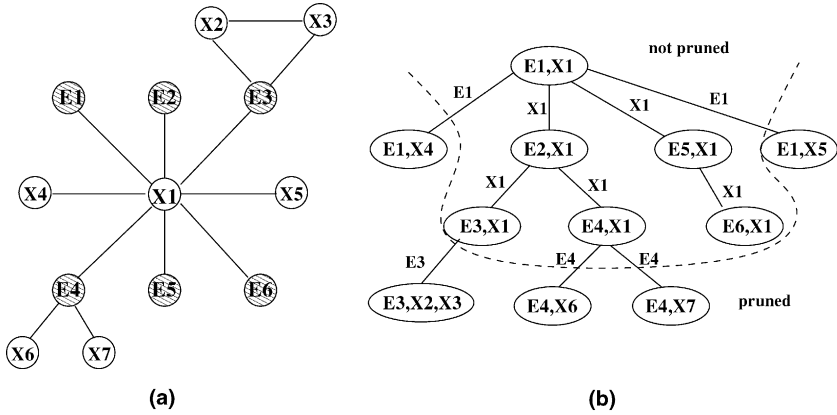 X2
X3
E1
E2
E3
X4
X1
X5
E4
E5
E6
X6
X7
(a)
not pruned
E1,X1
E1
X1
X1
E1
E1,X4
E2,X1
E5,X1
E1,X5
X1
X1
X1
E3,X1
E4,X1
E6,X1
E3
E4
E4
E3,X2,X3
E4,X6
E4,X7
pruned
(b)